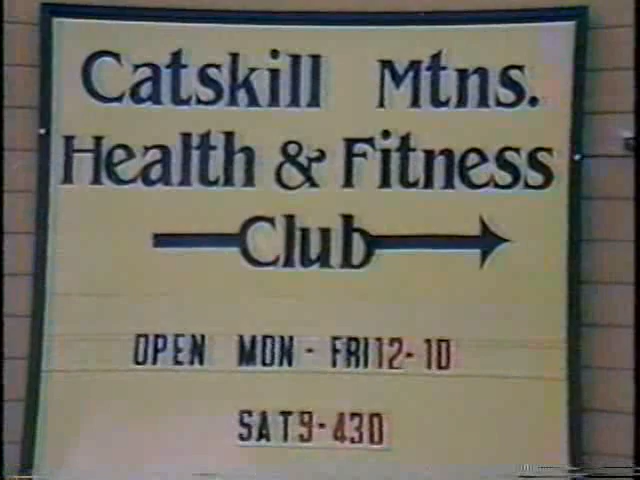 Catskill Mtns.
Health & Fitness
Club
OPEN MON - FRI 12-10
SAT 9-430